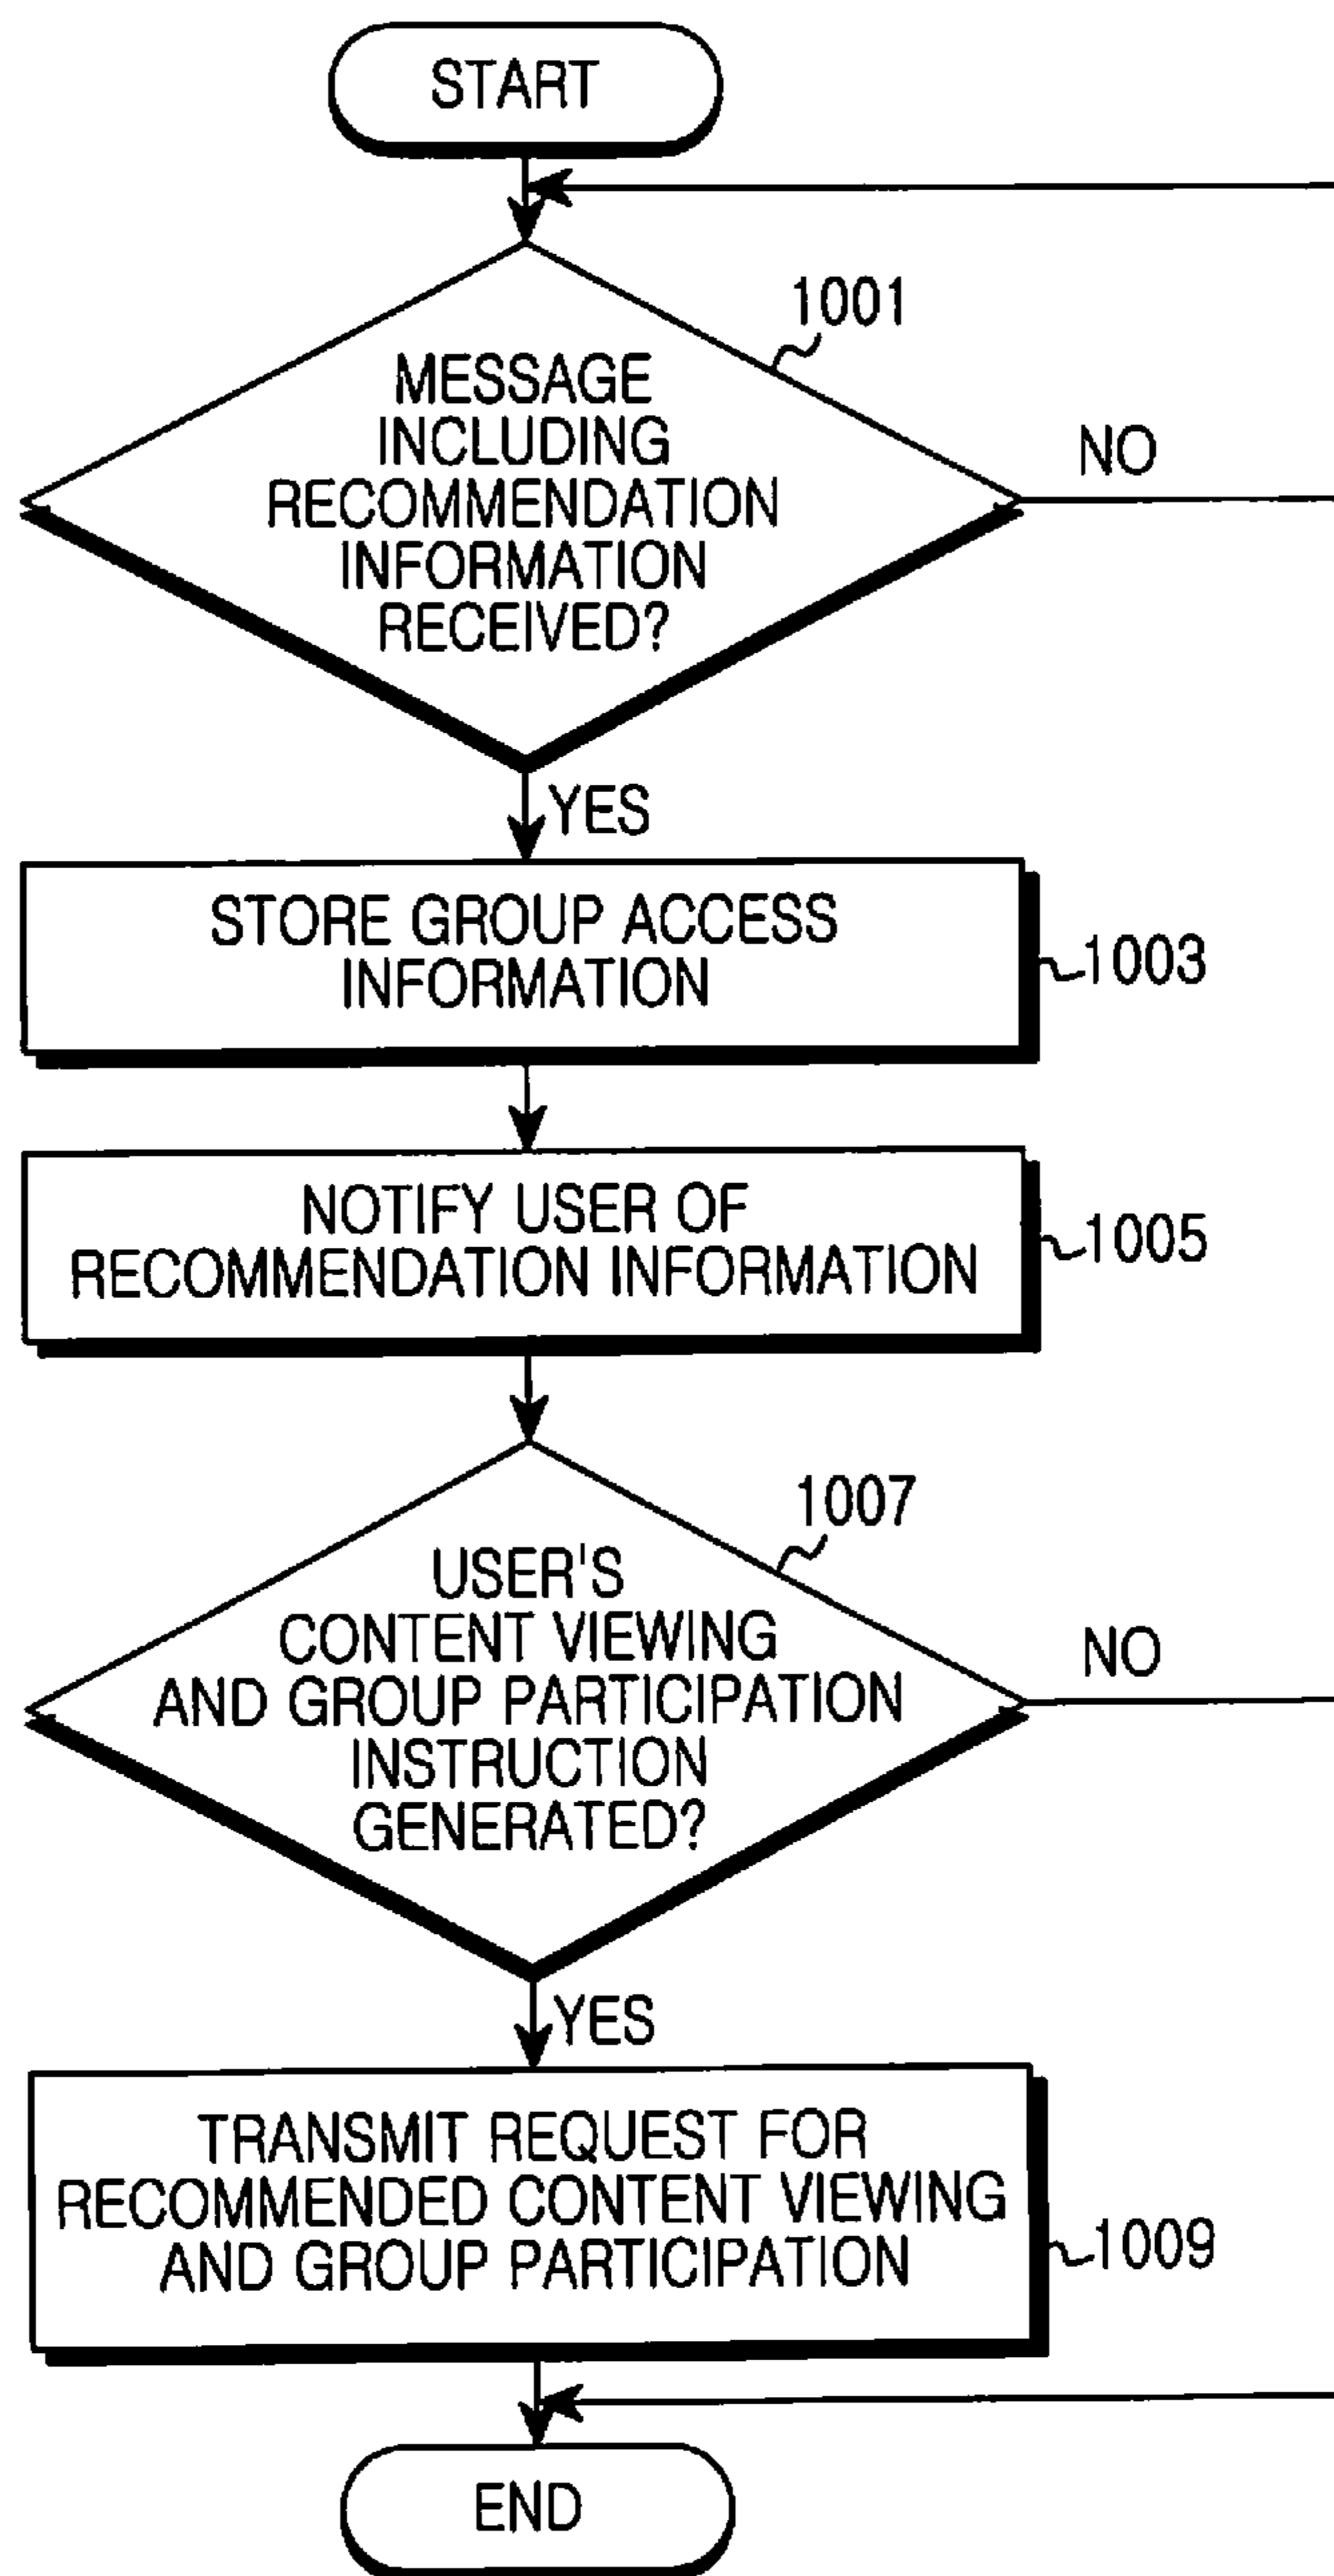 START
1001
MESSAGE
INCLUDING
RECOMMENDATION
INFORMATION
RECEIVED?
NO
YES
STORE GROUP ACCESS
INFORMATION
1003
NOTIFY USER OF
RECOMMENDATION INFORMATION
1005
1007
USER'S
CONTENT VIEWING
AND GROUP PARTICIPATION
INSTRUCTION
GENERATED?
NO
YES
TRANSMIT REQUEST FOR
RECOMMENDED CONTENT VIEWING
AND GROUP PARTICIPATION
1009
END